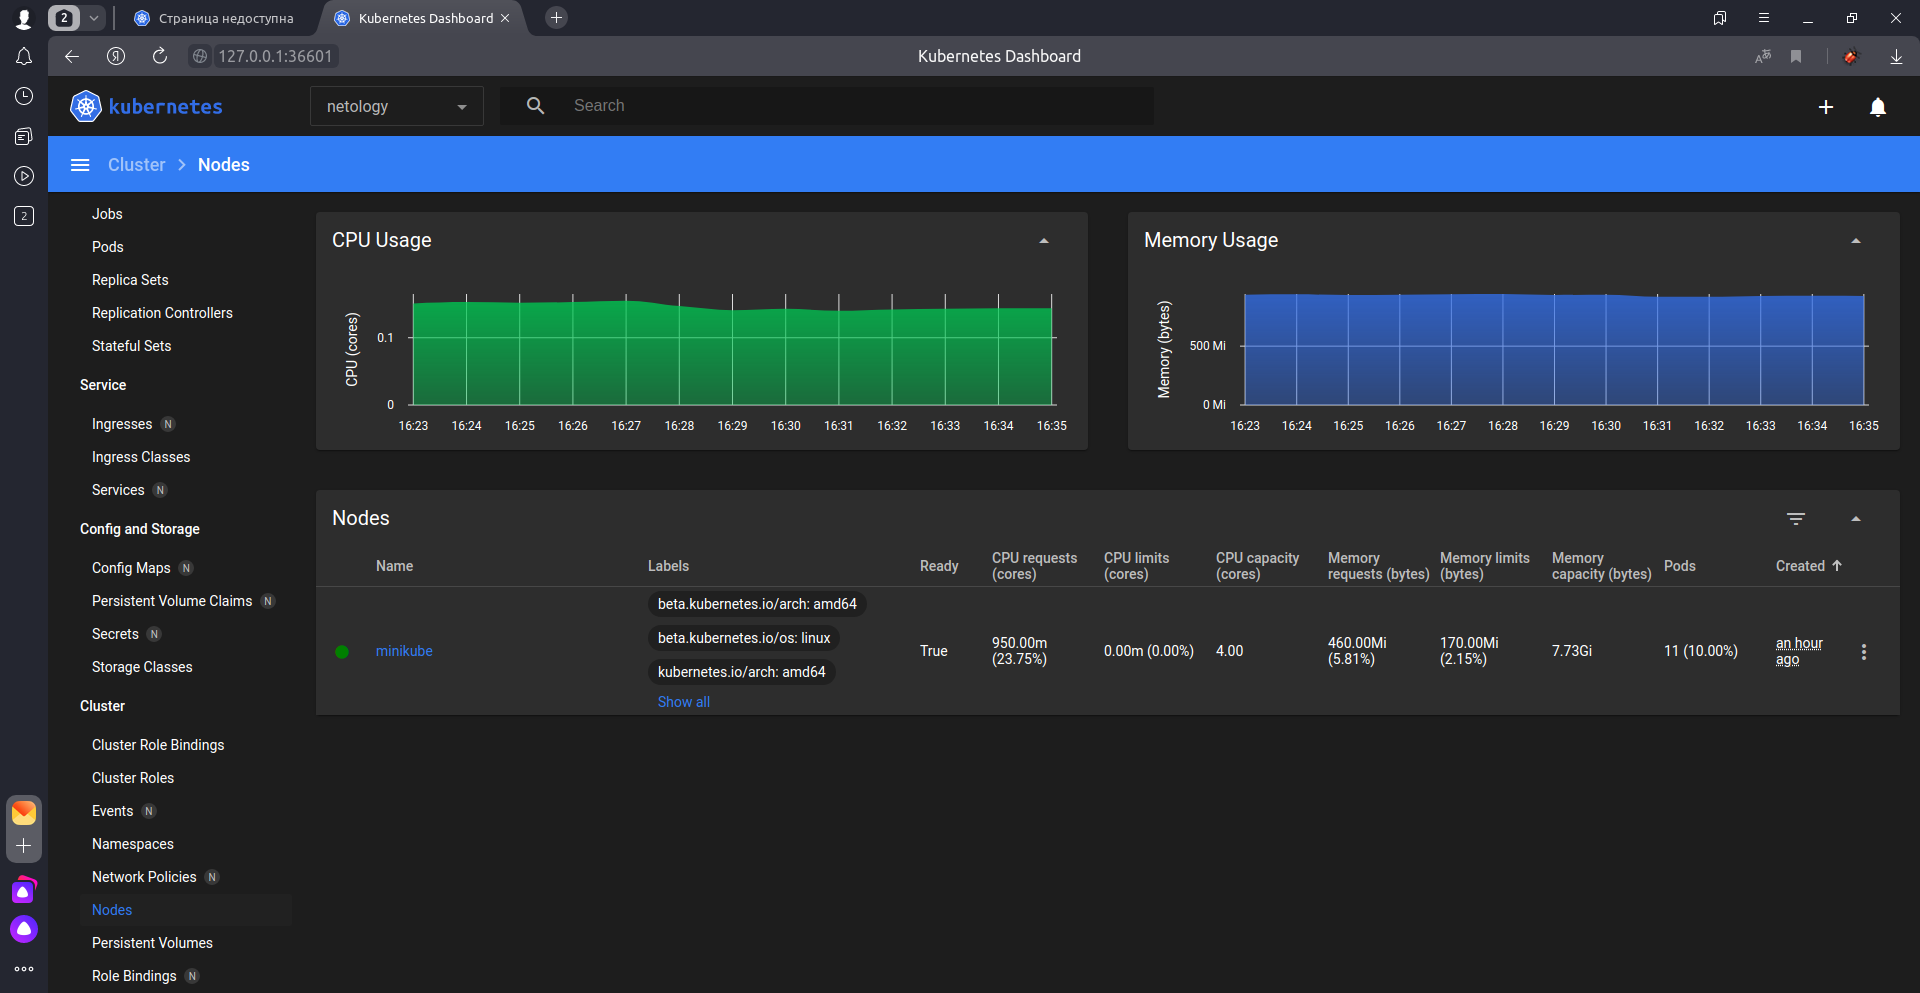 2
Страница недоступна
Kubernetes Dashboard
127.0.0.1:36601
Kubernetes Dashboard
kubernetes
netology
Search
2
Cluster
Nodes
Jobs
Pods
Replica Sets
Replication Controllers
Stateful Sets
Service
Ingresses N
Ingress Classes
Services N
Config and Storage
Config Maps N
Persistent Volume Claims N
Secrets N
Storage Classes
Cluster
Cluster Role Bindings
Cluster Roles
Events N
Namespaces
Network Policies N
Nodes
Persistent Volumes
Role Bindings N
CPU Usage
CPU (cores)
0.1
0
16:23 16:24 16:25 16:26 16:27 16:28 16:29 16:30 16:31 16:32 16:33 16:34 16:35
Memory Usage
Memory (bytes)
500 Mi
0 Mi
16:23 16:24 16:25 16:26 16:27 16:28 16:29 16:30 16:31 16:32 16:33 16:34 16:35
Nodes
Name
Labels
Ready
CPU requests
(cores)
CPU limits
(cores)
CPU capacity
(cores)
Memory
requests (bytes)
Memory limits
(bytes)
Memory
capacity (bytes)
Pods
Created
minikube
beta.kubernetes.io/arch: amd64
beta.kubernetes.io/os: linux
kubernetes.io/arch: amd64
Show all
True
950.00m
(23.75%)
0.00m (0.00%)
4.00
460.00Mi
(5.81%)
170.00Mi
(2.15%)
7.73Gi
11 (10.00%)
an hour
ago